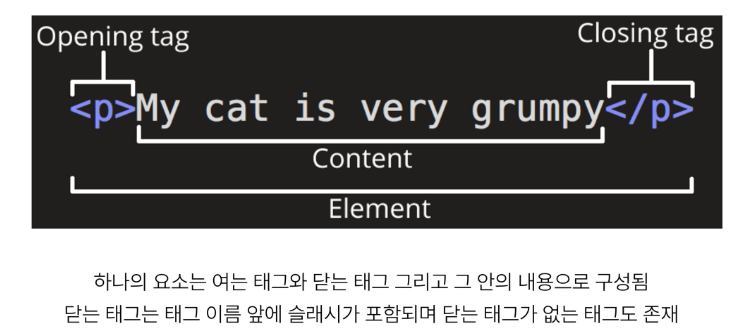 Opening tag
Closing tag
<p>My cat is very grumpy</p>
Content
Element
하나의 요소는 여는 태그와 닫는 태그 그리고 그 안의 내용으로 구성됨
닫는 태그는 태그 이름 앞에 슬래시가 포함되며 닫는 태그가 없는 태그도 존재